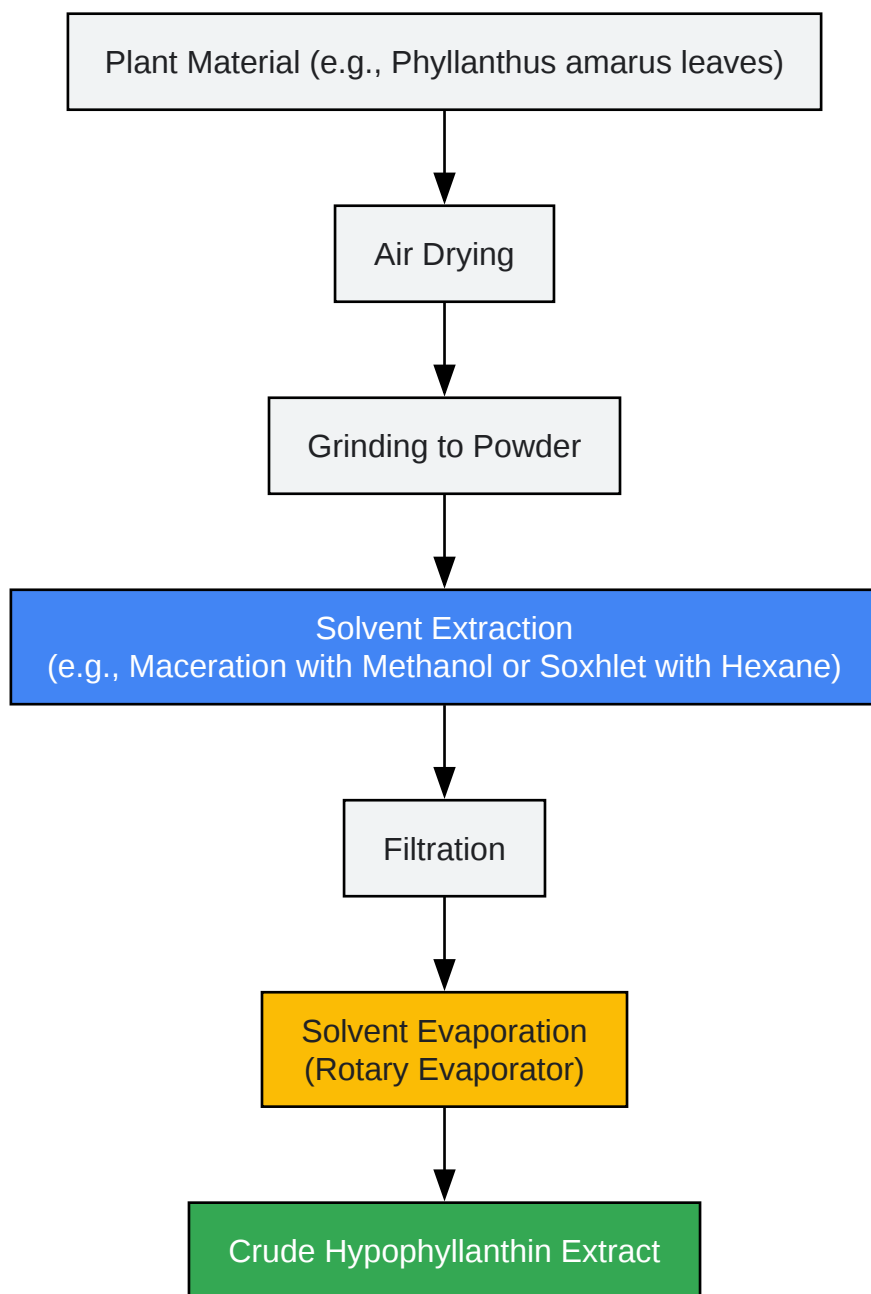 Plant Material (e.g., Phyllanthus amarus leaves)
Air Drying
Grinding to Powder
Solvent Extraction
(e.g., Maceration with Methanol or Soxhlet with Hexane)
Filtration
Solvent Evaporation
(Rotary Evaporator)
Crude Hypophyllanthin Extract